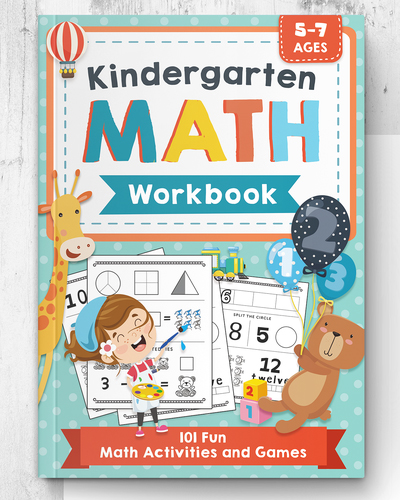 5-7
AGES
Kindergarten
MATH
Workbook
2
1
3
10
6
SPLIT THE CIRCLE
8 5
3 -
12
twelve
2
1
101 Fun
Math Activities and Games